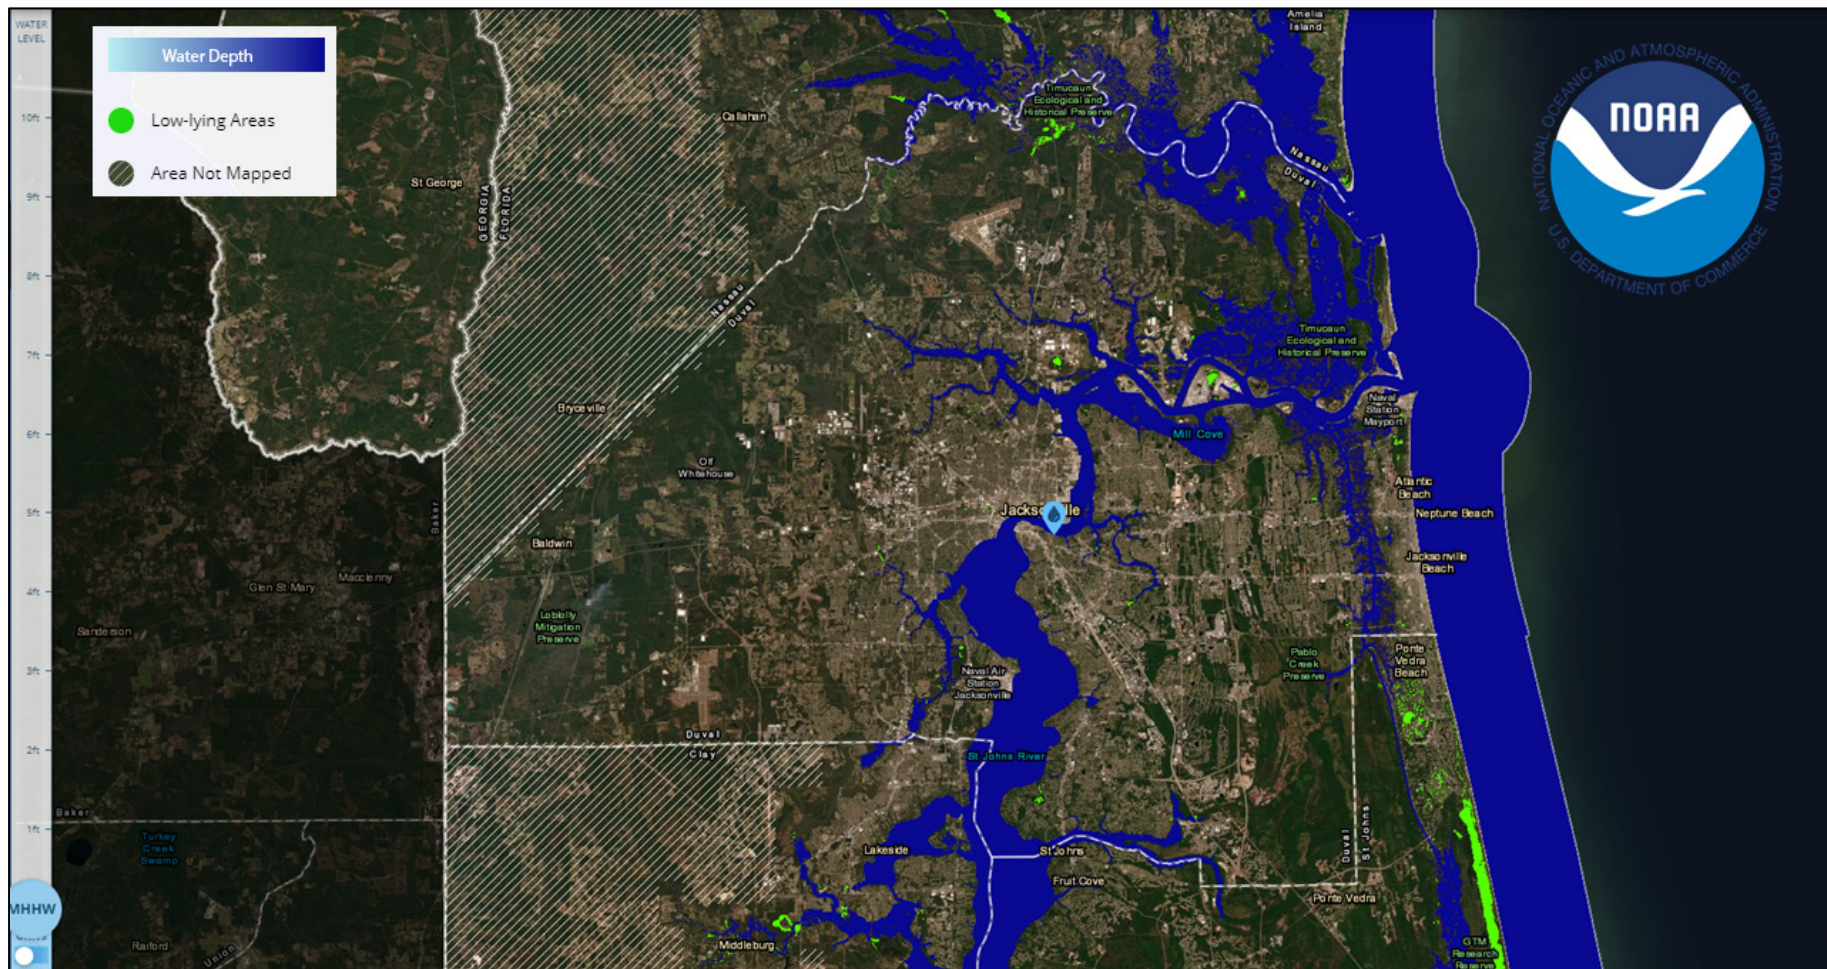 WATER
LEVEL
Water Depth
Low-lying Areas
Area Not Mapped
10ft
9ft
8ft
7ft
6ft
5ft
4ft
3ft
2ft
1ft
MHHW
Amelia
Island
NATIONAL OCEANIC AND ATMOSPHERIC ADMINISTRATION
NOAA
U.S. DEPARTMENT OF COMMERCE
Timucuan
Ecological and
Historical Preserve
Callahan
Nassau
Duval
St George
GEORGIA
FLORIDA
Nassau
Duval
Timucuan
Ecological and
Historical Preserve
Bryceville
Naval
Station
Mayport
Mill Cove
Olf
Whitehouse
Atlantic
Beach
Baker
Jacksonville
Neptune Beach
Baldwin
Jacksonville
Beach
Macclenny
Glen St Mary
Loblolly
Mitigation
Preserve
Sanderson
Pablo
Creek
Preserve
Ponte
Vedra
Beach
Naval Air
Station
Jacksonville
Duval
Clay
St Johns River
Baker
Turkey
Creek
Swamp
Duval
St Johns
Lakeside
St Johns
Fruit Cove
Ponte Vedra
Raiford
Union
Middleburg
GTM
Research
Reserve